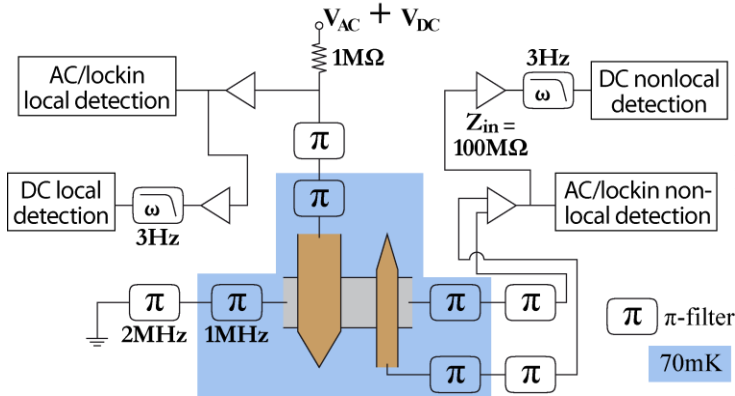 V_AC + V_DC
1MΩ
AC/lockin
local detection
π
π
DC local
detection
ω
3Hz
3Hz
ω
DC nonlocal
detection
Z_in =
100MΩ
AC/lockin non-
local detection
π
2MHz
π
1MHz
π
π
π
π
π
π-filter
70mK